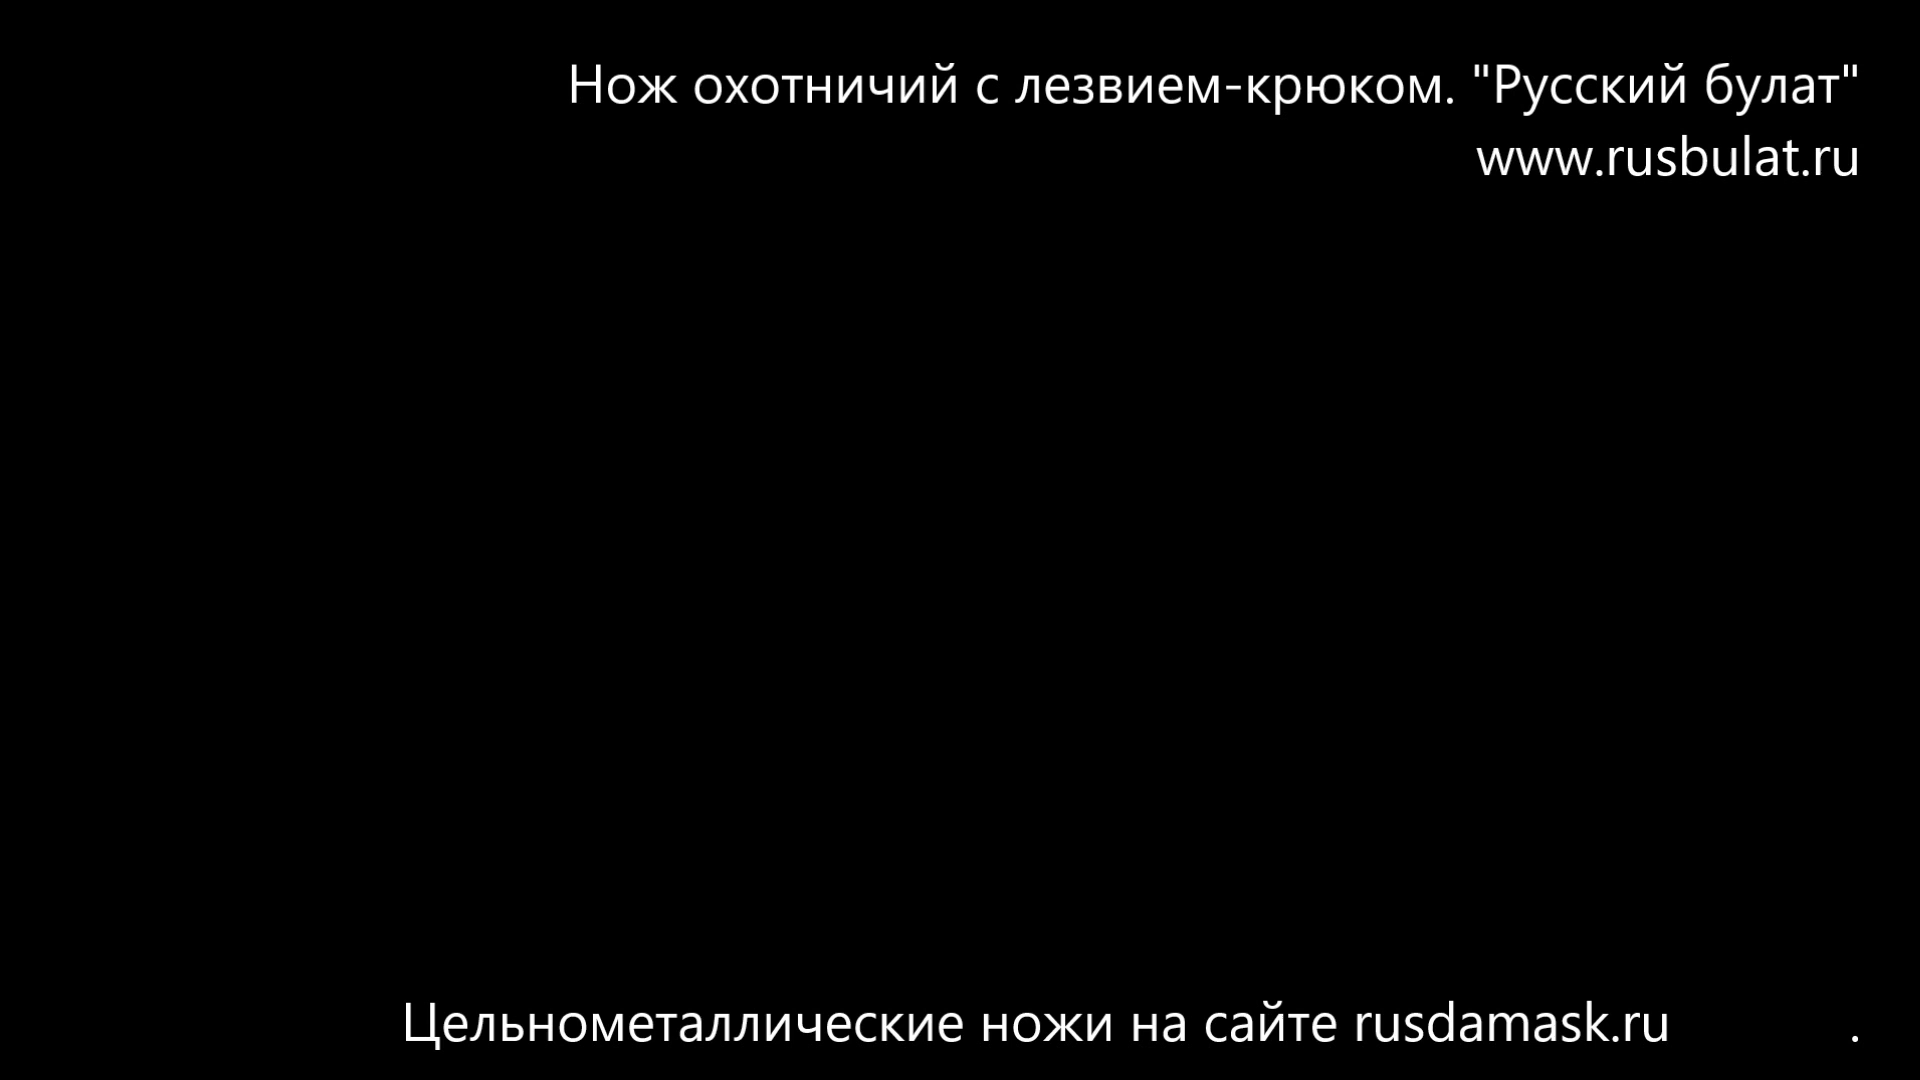 Нож охотничий с лезвием-крюком. "Русский булат"
www.rusbulat.ru
Цельнометаллические ножи на сайте rusdamask.ru .